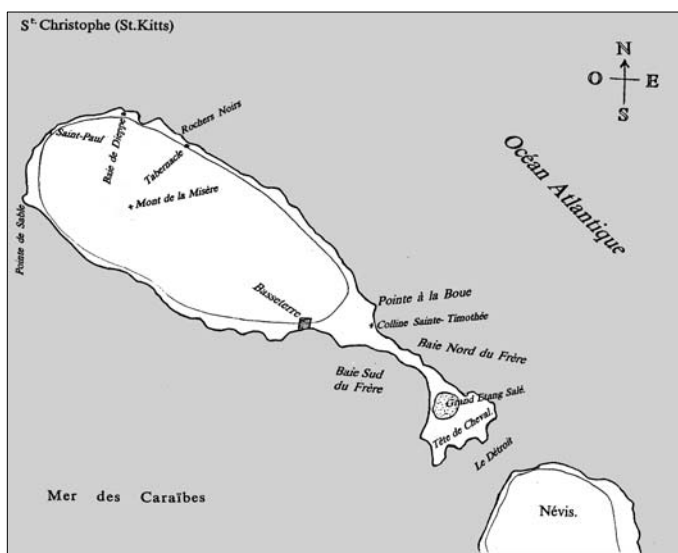 St. Christophe (St.Kitts)
N
O E
S
Océan Atlantique
Rochers Noirs
Saint-Paul
Baie de Dieppe
Tabernacle
+ Mont de la Misère
Pointe de Sable
Basseterre
Pointe à la Boue
+ Colline Sainte-Timothée
Baie Nord du Frère
Baie Sud
du Frère
Grand Etang Salé.
Tête de Cheval.
Le Détroit
Mer des Caraïbes
Névis.